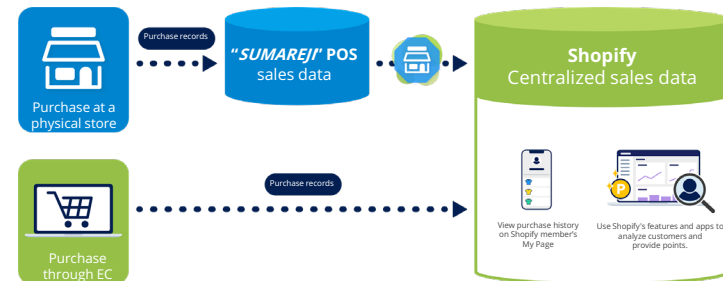 Purchase records
Purchase at a
physical store
"SUMAREJI" POS
sales data
Shopify
Centralized sales data
Purchase records
Purchase
through EC
P
View purchase history
on Shopify member's
My Page
Use Shopify's features and apps to
analyze customers and
provide points.